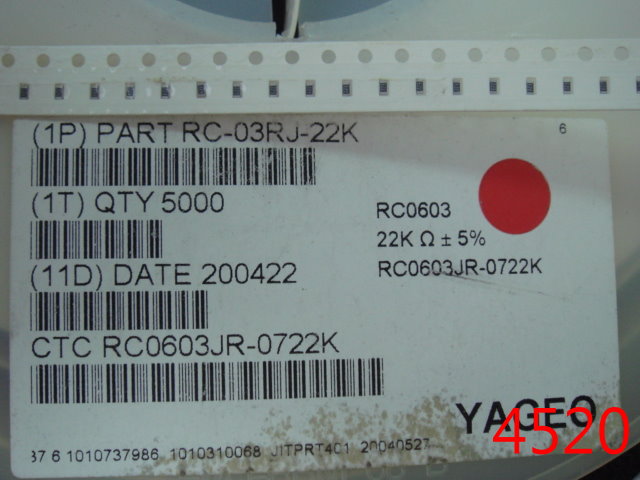 (1P) PART RC-03RJ-22K
6
(1T) QTY 5000
RC0603
22K Ω ± 5%
(11D) DATE 200422
RC0603JR-0722K
CTC RC0603JR-0722K
YAGEO
4520
37 6 1010737986 1010310068 JITPRT401 20040527